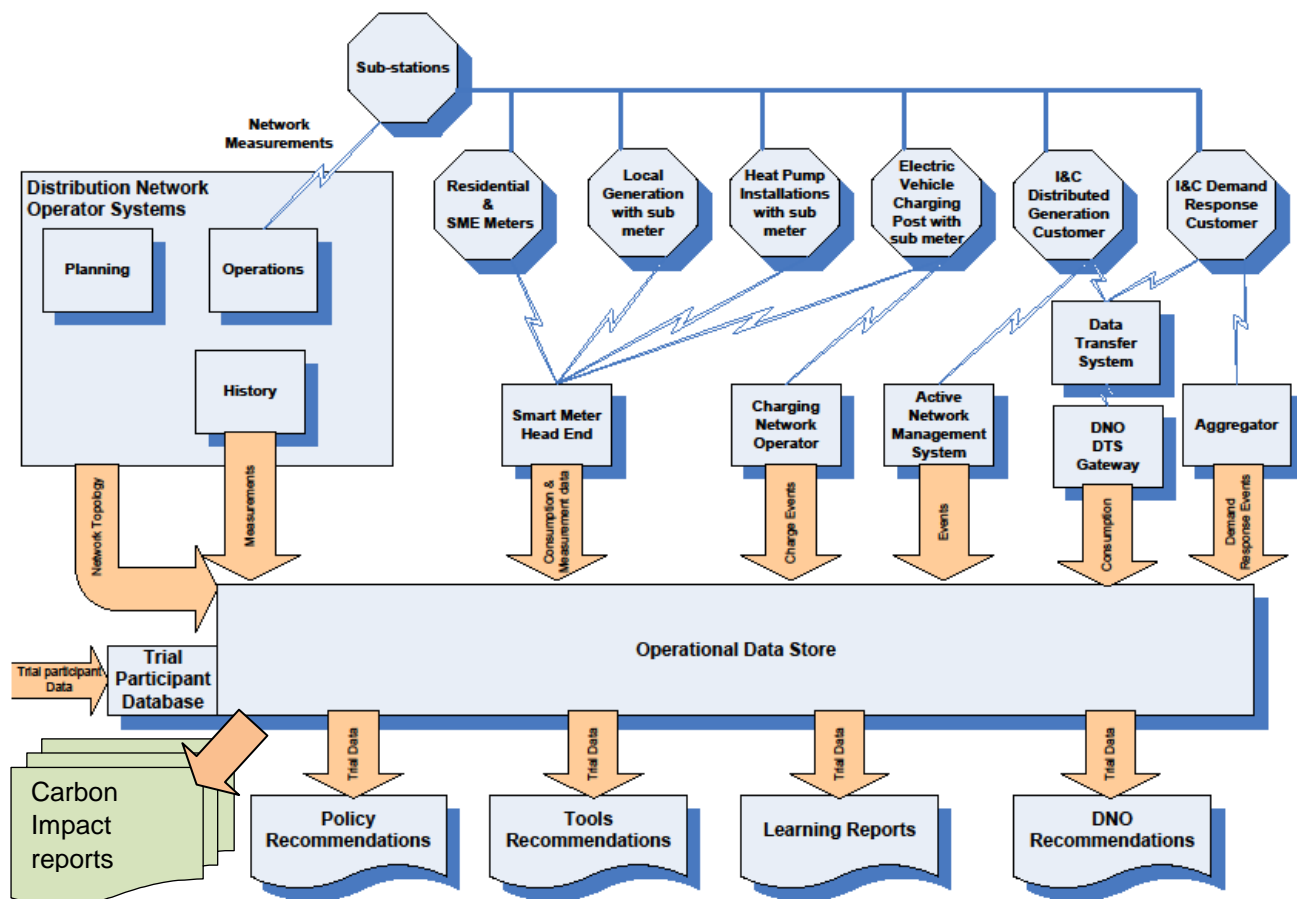 Sub-stations
Network
Measurements
Distribution Network
Operator Systems
Planning
Operations
History
Residential
&
SME Meters
Local
Generation
with sub
meter
Heat Pump
Installations
with sub
meter
Electric
Vehicle
Charging
Post with
sub meter
I&C
Distributed
Generation
Customer
I&C Demand
Response
Customer
Data
Transfer
System
Smart Meter
Head End
Charging
Network
Operator
Active
Network
Management
System
DNO
DTS
Gateway
Aggregator
Network Topology
Measurements
Consumption &
Measurement data
Charge Events
Events
Consumption
Demand
Response Events
Operational Data Store
Trial participant
Data
Trial
Participant
Database
Trial Data
Trial Data
Trial Data
Trial Data
Carbon
Impact
reports
Policy
Recommendations
Tools
Recommendations
Learning Reports
DNO
Recommendations